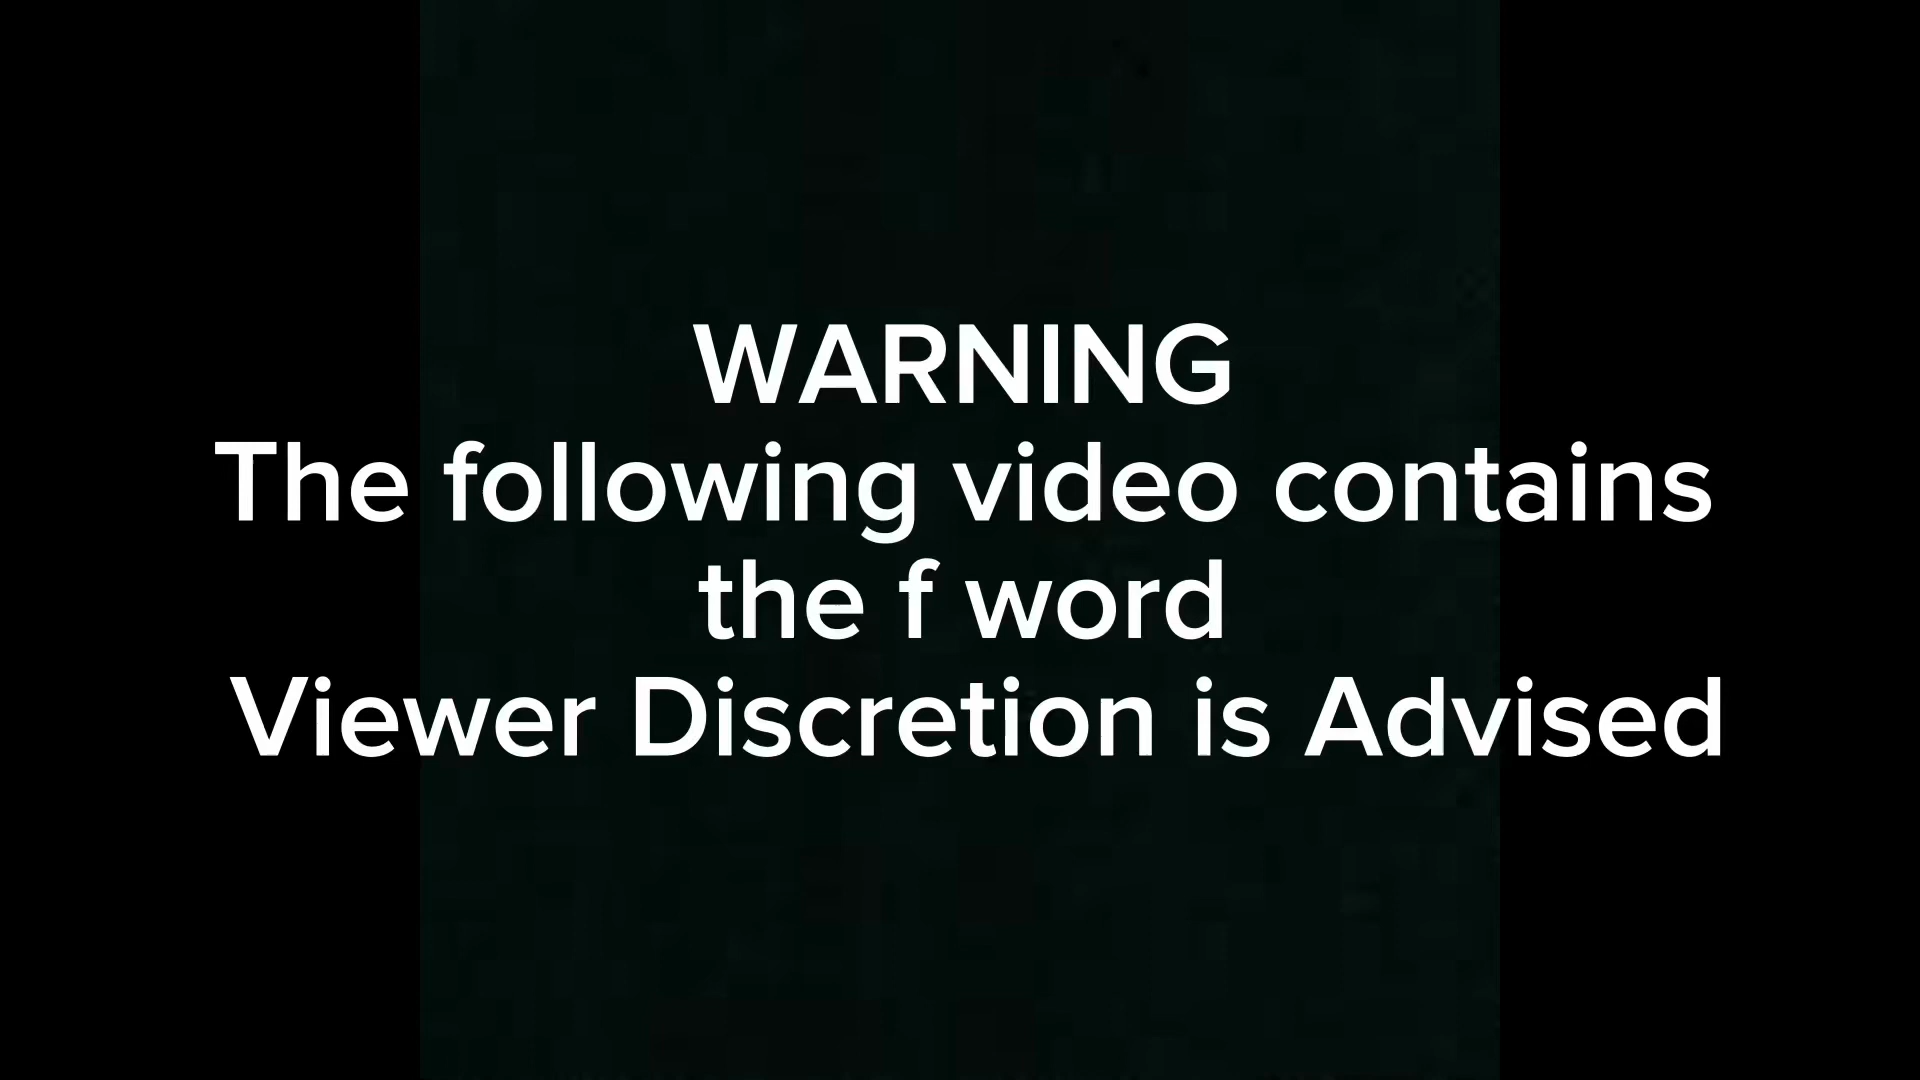 WARNING
The following video contains
the f word
Viewer Discretion is Advised